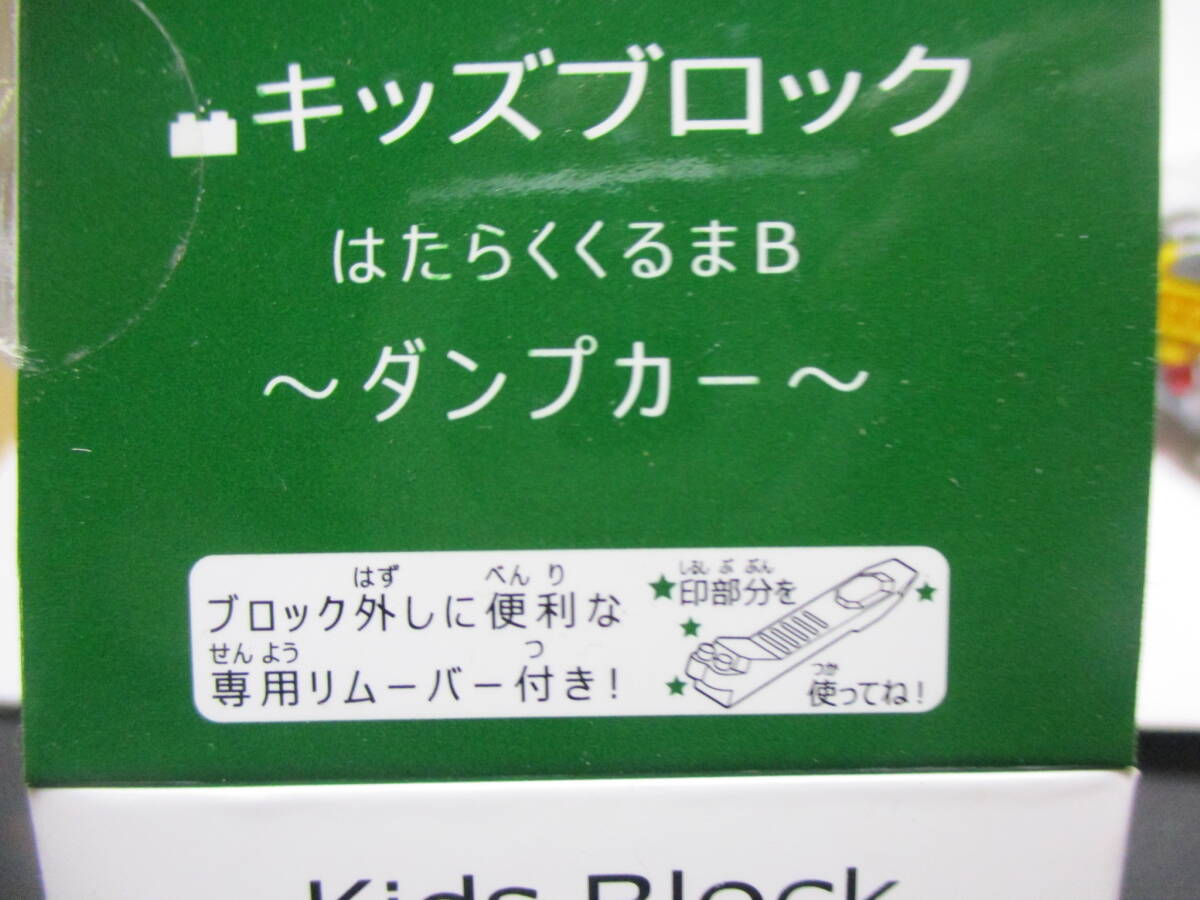 キッズブロック
はたらくくるまB
～ダンプカー～
はず べんり
ブロック外しに便利な
せんよう つ
専用リムーバー付き!
しるし ぶ ぶん
★印部分を
つか
使ってね!
Kids Block